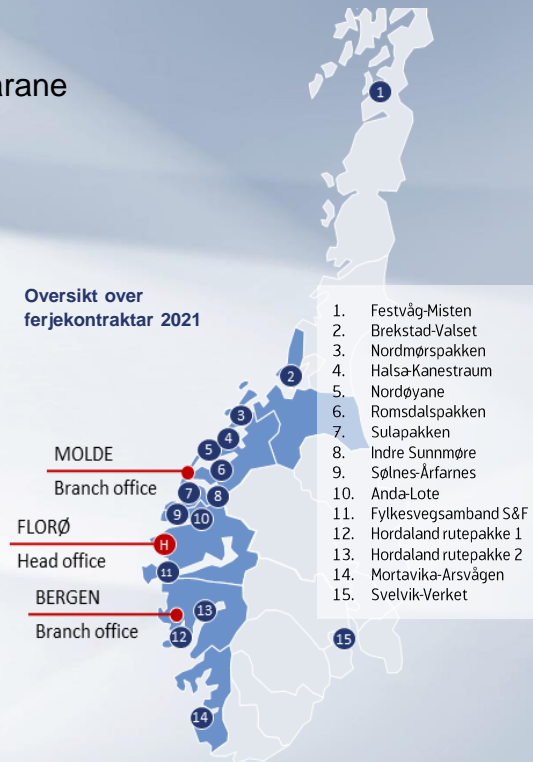 arane
Oversikt over
ferjekontraktar 2021
1. Festvåg-Misten
2. Brekstad-Valset
3. Nordmørspakken
4. Halsa-Kanestraum
5. Nordøyane
6. Romsdalspakken
7. Sulapakken
8. Indre Sunnmøre
9. Sølnes-Årfarnes
10. Anda-Lote
11. Fylkesvegsamband S&F
12. Hordaland rutepakke 1
13. Hordaland rutepakke 2
14. Mortavika-Arsvågen
15. Svelvik-Verket
MOLDE
Branch office
FLORØ
Head office
BERGEN
Branch office
1
2
3
4
5
6
7
8
9
10
H
11
13
12
15
14